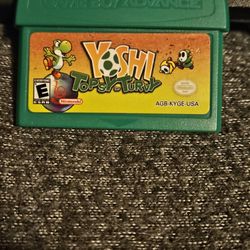 GAME BOY ADVANCE
YOSHI
TOPSY-TURVY
E
Nintendo
AGB-KYGE-USA